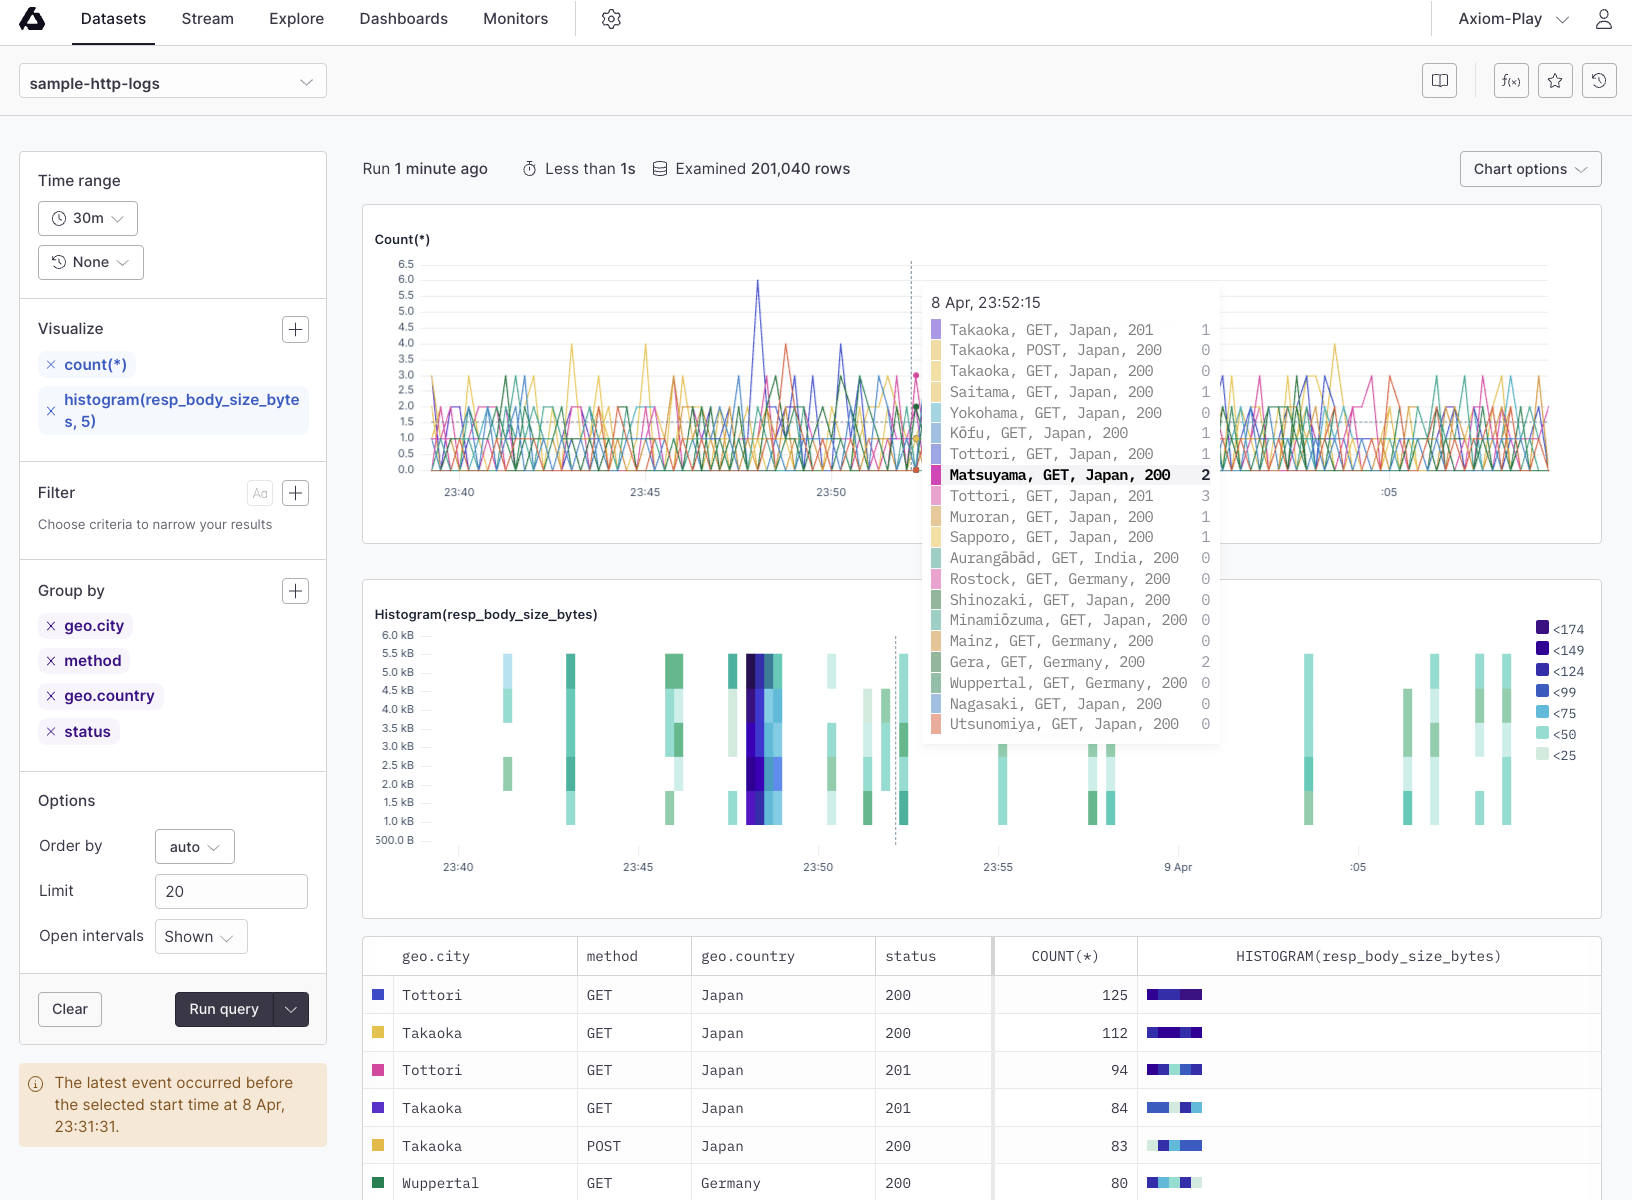 Datasets Stream Explore Dashboards Monitors Axiom-Play
sample-http-logs
f(x)
Time range
30m
None
Visualize
count(*)
histogram(resp_body_size_byte
s, 5)
Filter
Aa
Choose criteria to narrow your results
Group by
geo.city
method
geo.country
status
Options
Order by auto
Limit 20
Open intervals Shown
Clear Run query
The latest event occurred before
the selected start time at 8 Apr,
23:31:31.
Run 1 minute ago Less than 1s Examined 201,040 rows Chart options
Count(*)
6.5
6.0
5.5
5.0
4.5
4.0
3.5
3.0
2.5
2.0
1.5
1.0
0.5
0.0
23:40 23:45 23:50 :05
8 Apr, 23:52:15
Takaoka, GET, Japan, 201 1
Takaoka, POST, Japan, 200 0
Takaoka, GET, Japan, 200 0
Saitama, GET, Japan, 200 1
Yokohama, GET, Japan, 200 0
Kōfu, GET, Japan, 200 1
Tottori, GET, Japan, 200 1
Matsuyama, GET, Japan, 200 2
Tottori, GET, Japan, 201 3
Muroran, GET, Japan, 200 1
Sapporo, GET, Japan, 200 1
Aurangābād, GET, India, 200 0
Rostock, GET, Germany, 200 0
Shinozaki, GET, Japan, 200 0
Minamiōzuma, GET, Japan, 200 0
Mainz, GET, Germany, 200 0
Gera, GET, Germany, 200 2
Wuppertal, GET, Germany, 200 0
Nagasaki, GET, Japan, 200 0
Utsunomiya, GET, Japan, 200 0
Histogram(resp_body_size_bytes)
6.0 kB
5.5 kB
5.0 kB
4.5 kB
4.0 kB
3.5 kB
3.0 kB
2.5 kB
2.0 kB
1.5 kB
1.0 kB
500.0 B
23:40 23:45 23:50 23:55 9 Apr :05
<174
<149
<124
<99
<75
<50
<25
geo.city method geo.country status COUNT(*) HISTOGRAM(resp_body_size_bytes)
Tottori GET Japan 200 125
Takaoka GET Japan 200 112
Tottori GET Japan 201 94
Takaoka GET Japan 201 84
Takaoka POST Japan 200 83
Wuppertal GET Germany 200 80